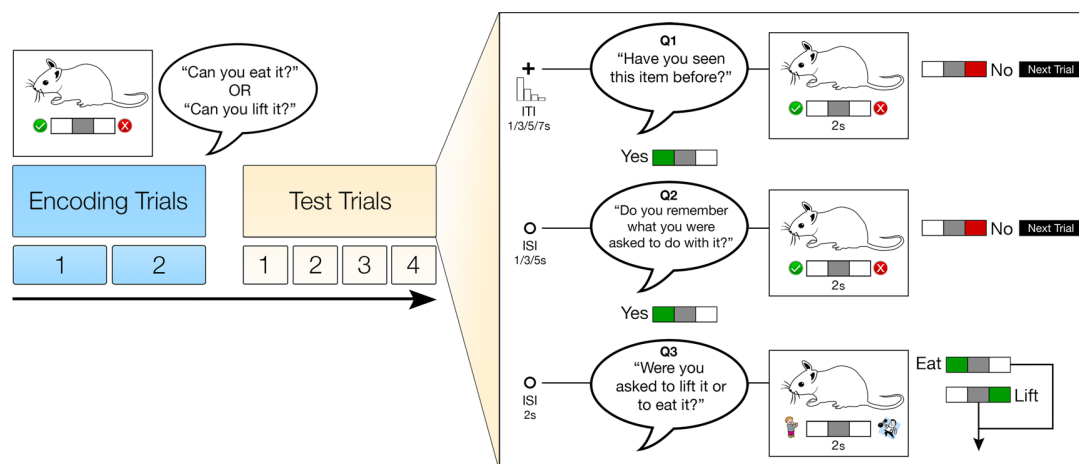 “Can you eat it?”
OR
“Can you lift it?”
Encoding Trials
1
2
Test Trials
1
2
3
4
ITI
1/3/5/7s
Q1
“Have you seen
this item before?”
2s
No
Next Trial
Yes
ISI
1/3/5s
Q2
“Do you remember
what you were
asked to do with it?”
2s
No
Next Trial
Yes
ISI
2s
Q3
“Were you
asked to lift it or
to eat it?”
2s
Eat
Lift